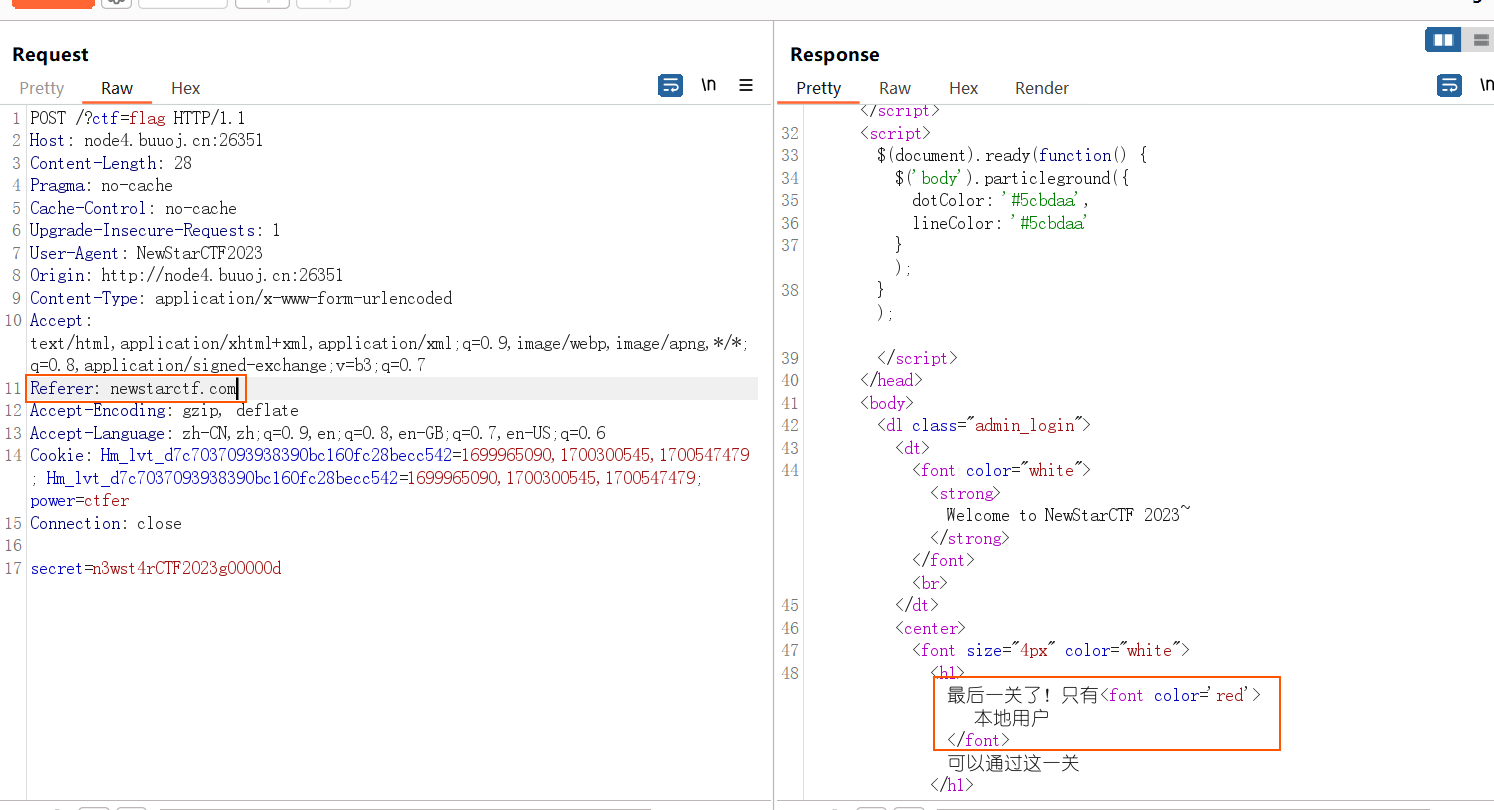 Request
Pretty Raw Hex \n
1 POST /?ctf=flag HTTP/1.1
2 Host: node4.buuoj.cn:26351
3 Content-Length: 28
4 Pragma: no-cache
5 Cache-Control: no-cache
6 Upgrade-Insecure-Requests: 1
7 User-Agent: NewStarCTF2023
8 Origin: http://node4.buuoj.cn:26351
9 Content-Type: application/x-www-form-urlencoded
10 Accept:
text/html,application/xhtml+xml,application/xml;q=0.9,image/webp,image/apng,*/*;
q=0.8,application/signed-exchange;v=b3;q=0.7
11 Referer: newstarctf.com
12 Accept-Encoding: gzip, deflate
13 Accept-Language: zh-CN,zh;q=0.9,en;q=0.8,en-GB;q=0.7,en-US;q=0.6
14 Cookie: Hm_lvt_d7c7037093938390bc160fc28becc542=1699965090,1700300545,1700547479
; Hm_lvt_d7c7037093938390bc160fc28becc542=1699965090,1700300545,1700547479;
power=ctfer
15 Connection: close
16
17 secret=n3wst4rCTF2023g00000d
Response
Pretty Raw Hex Render \n
</script>
32 <script>
33 $(document).ready(function() {
34 $('body').particleground({
35 dotColor: '#5cbdaa',
36 lineColor: '#5cbdaa'
37 }
);
38 }
);
39 </script>
40 </head>
41 <body>
42 <dl class="admin_login">
43 <dt>
44 <font color="white">
<strong>
Welcome to NewStarCTF 2023~
</strong>
</font>
<br>
45 </dt>
46 <center>
47 <font size="4px" color="white">
48 <h1>
最后一关了！只有<font color='red'>
本地用户
</font>
可以通过这一关
</h1>